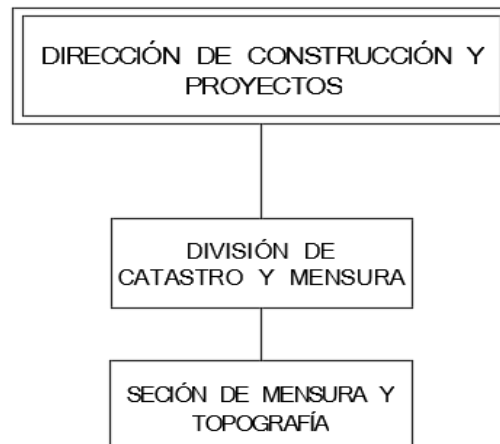 DIRECCIÓN DE CONSTRUCCIÓN Y
PROYECTOS
DIVISIÓN DE
CATASTRO Y MENSURA
SECIÓN DE MENSURA Y
TOPOGRAFÍA